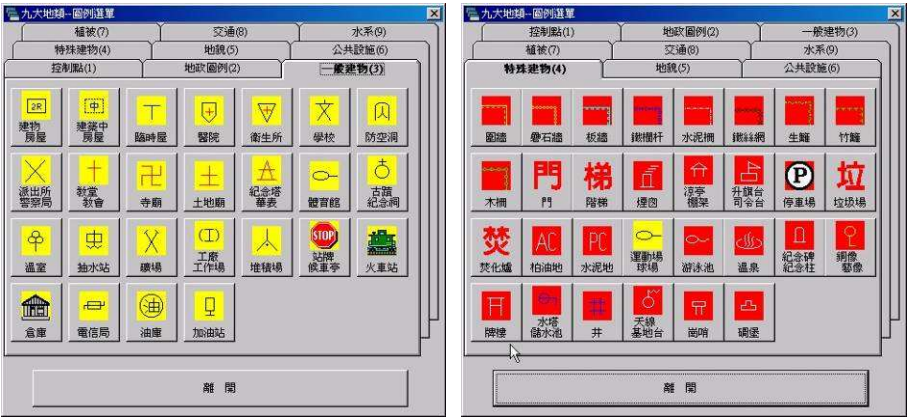 九大地類--圖例選單
植被(7)
交通(8)
水系(9)
特殊建物(4)
地貌(5)
公共設施(6)
控制點(1)
地政圖例(2)
一般建物(3)
2R
建物
房屋
中
建築中
房屋
臨時屋
醫院
衛生所
文
學校
防空洞
派出所
警察局
教堂
教會
卍
寺廟
土
土地廟
紀念塔
華表
體育館
古蹟
紀念祠
溫室
抽水站
礦場
工廠
工作場
堆積場
STOP
站牌
候車亭
火車站
倉庫
電信局
油
油庫
加油站
離 開
九大地類--圖例選單
控制點(1)
地政圖例(2)
一般建物(3)
植被(7)
交通(8)
水系(9)
特殊建物(4)
地貌(5)
公共設施(6)
圍牆
磚石牆
板牆
鐵欄杆
水泥柵
鐵絲網
生籬
竹籬
木柵
門
門
梯
階梯
煙囪
涼亭
棚架
升旗台
司令台
P
停車場
垃
垃圾場
焚
焚化爐
AC
柏油地
PC
水泥地
運動場
球場
游泳池
溫泉
紀念碑
紀念柱
銅像
塑像
牌樓
水塔
儲水池
井
井
天線
基地台
崗哨
碉堡
離 開